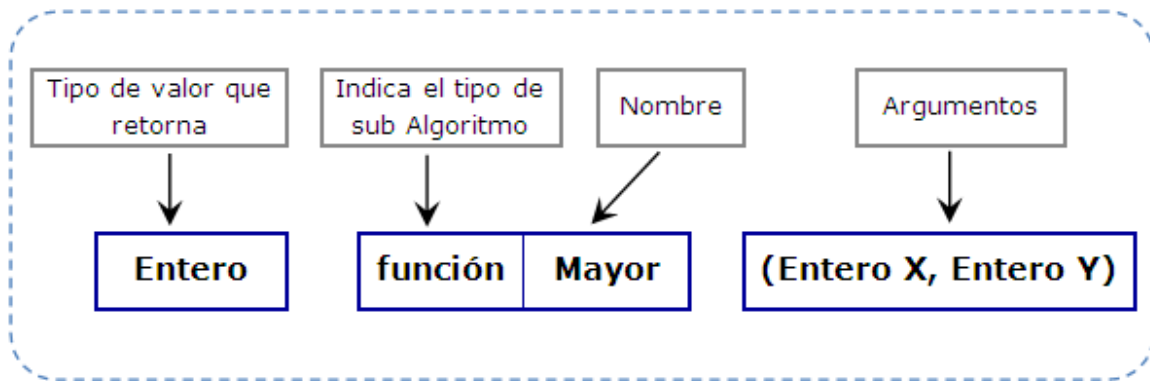 Tipo de valor que
retorna
Indica el tipo de
sub Algoritmo
Nombre
Argumentos
Entero
función
Mayor
(Entero X, Entero Y)